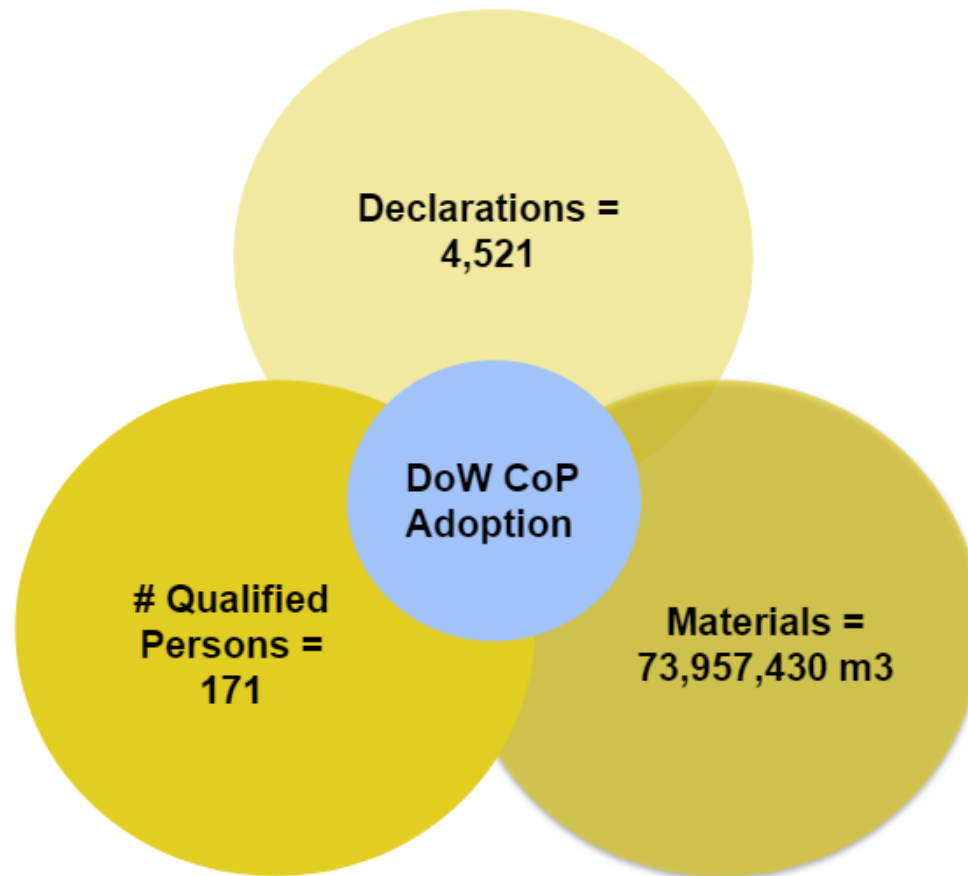 Declarations =
4,521
DoW CoP
Adoption
# Qualified
Persons =
171
Materials =
73,957,430 m3